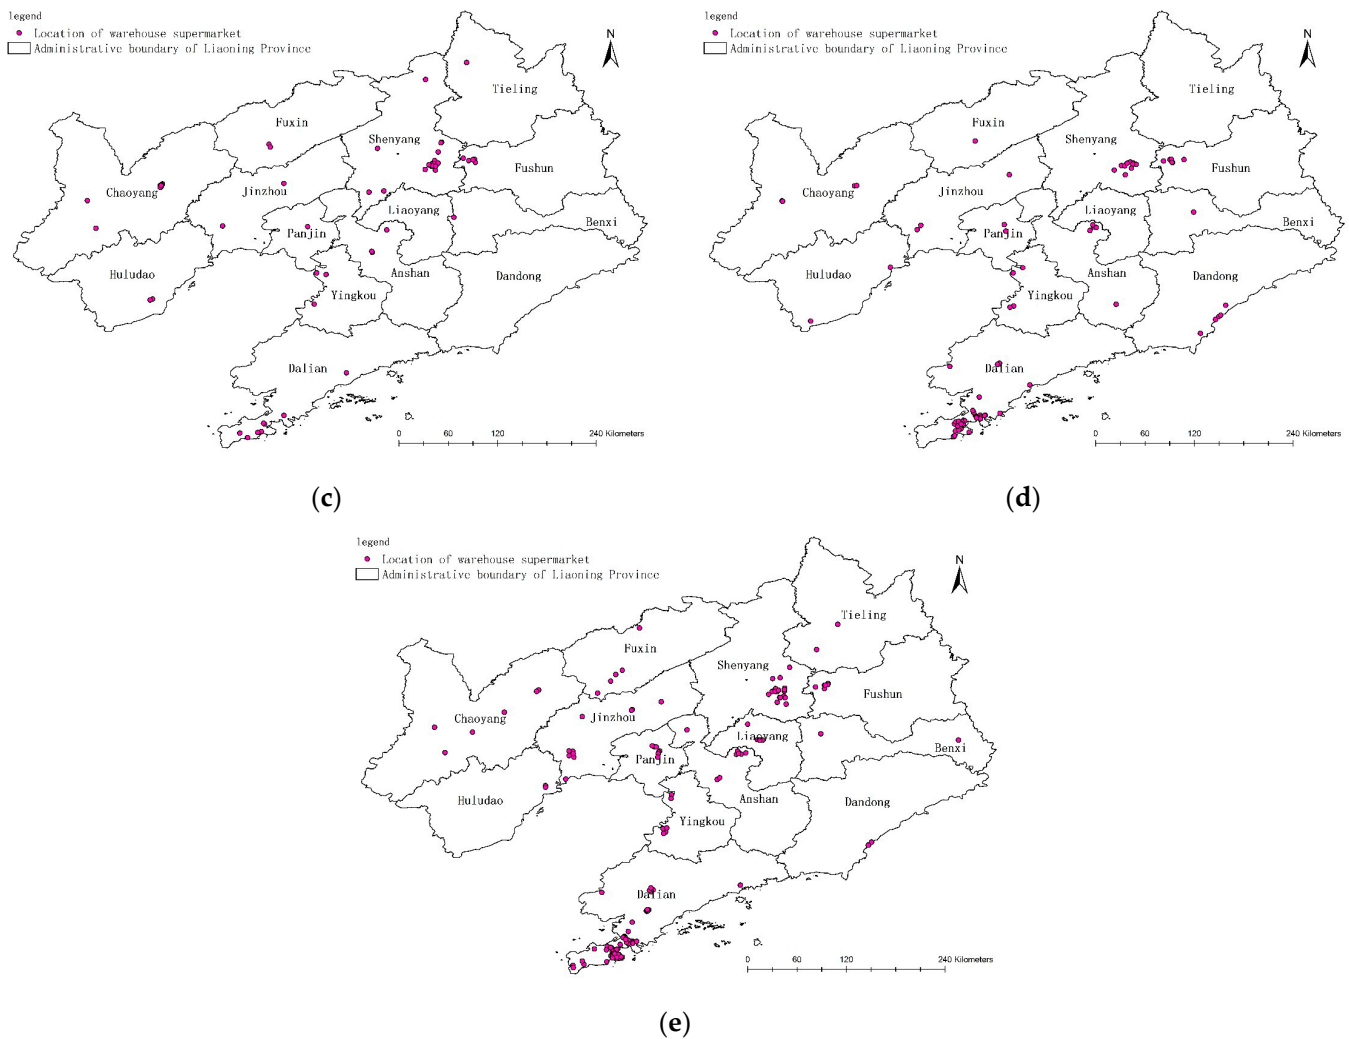 legend
Location of warehouse supermarket
Administrative boundary of Liaoning Province
N
Tieling
Fuxin
Shenyang
Fushun
Chaoyang
Jinzhou
Liaoyang
Benxi
Panjin
Huludao
Anshan
Dandong
Yingkou
Dalian
0 60 120 240 Kilometers
(c)
legend
Location of warehouse supermarket
Administrative boundary of Liaoning Province
N
Tieling
Fuxin
Shenyang
Fushun
Chaoyang
Jinzhou
Liaoyang
Benxi
Panjin
Huludao
Anshan
Dandong
Yingkou
Dalian
0 60 120 240 Kilometers
(d)
legend
Location of warehouse supermarket
Administrative boundary of Liaoning Province
N
Tieling
Fuxin
Shenyang
Fushun
Chaoyang
Jinzhou
Liaoyang
Benxi
Panjin
Huludao
Anshan
Dandong
Yingkou
Dalian
0 60 120 240 Kilometers
(e)